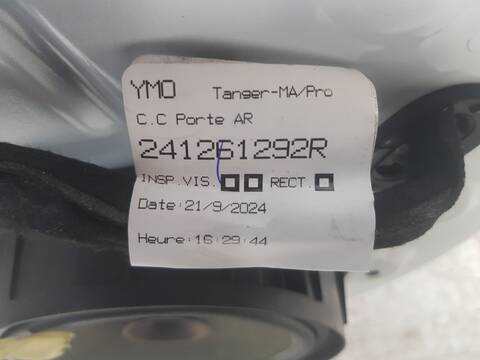 YMO Tanger-MA/Pro
C.C Porte AR
241261292R
INSP.VIS. RECT.
Date:21/9/2024
Heure:16:29:44